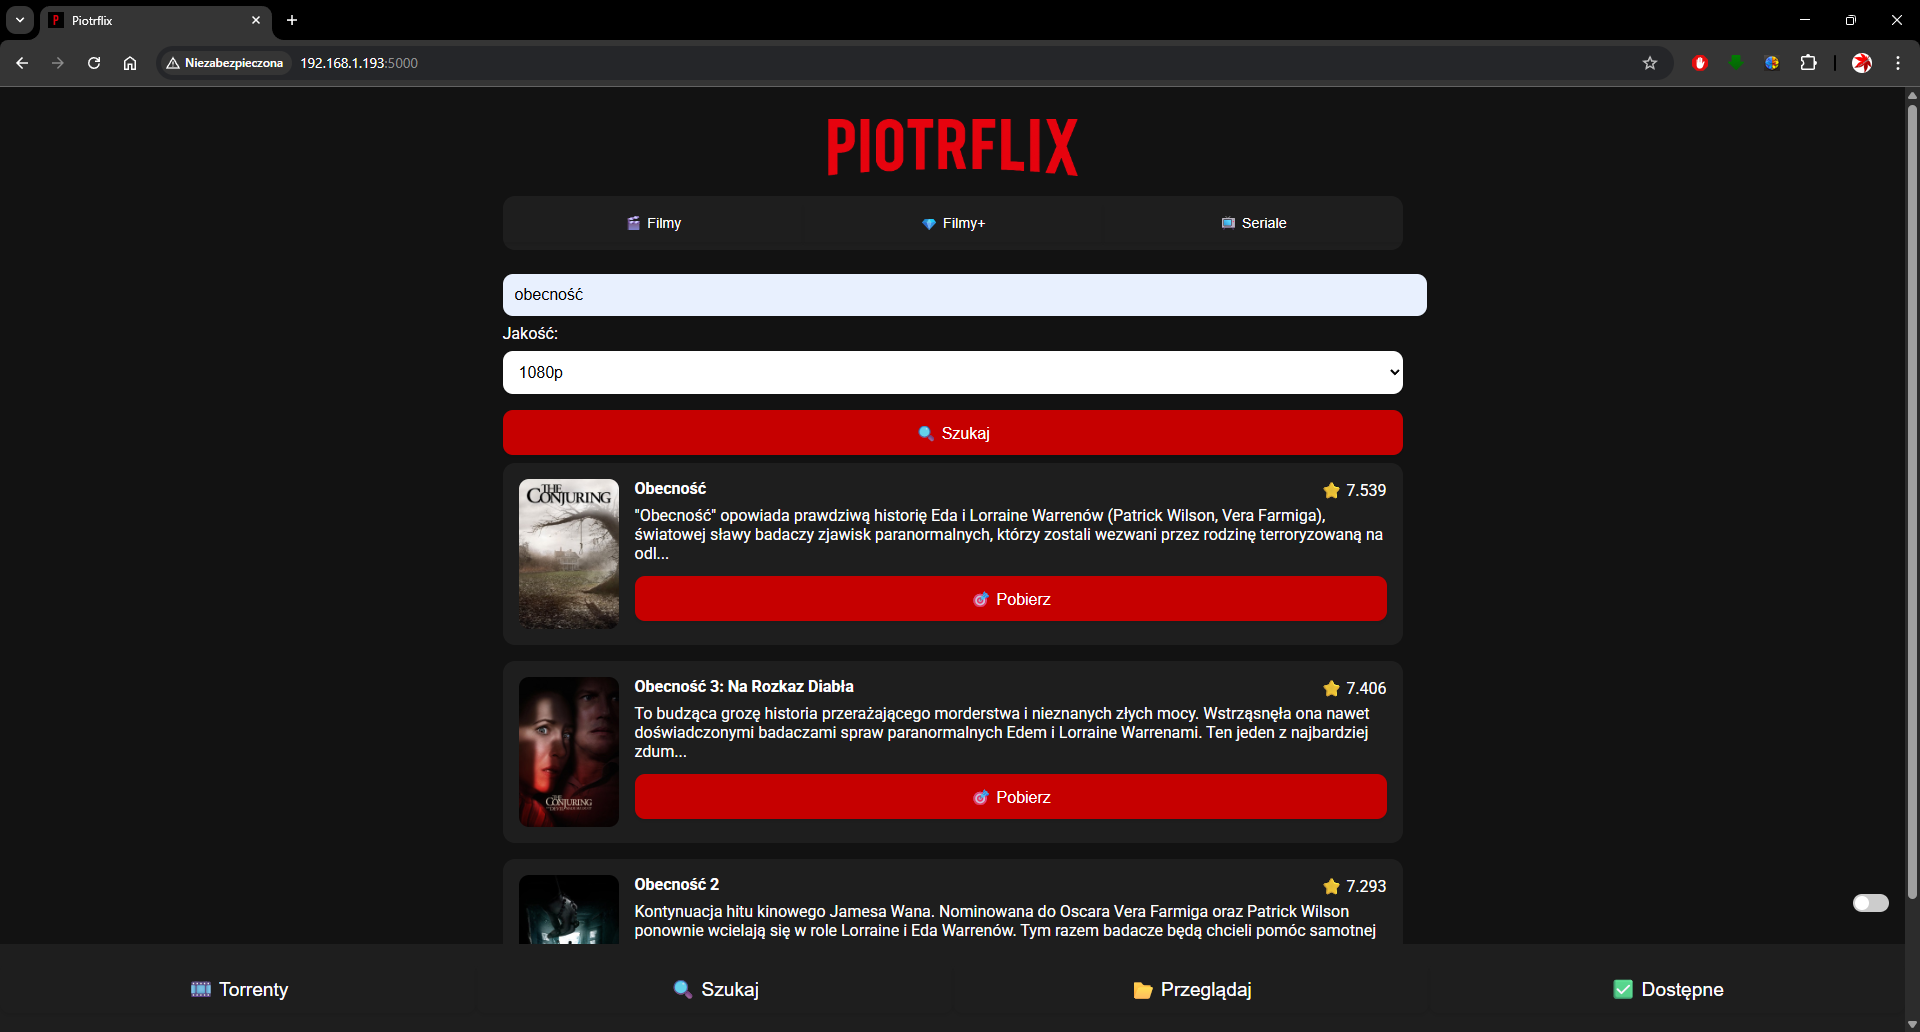 Piotrflix
Niezabezpieczona
192.168.1.193:5000
PIOTRFLIX
Filmy
Filmy+
Seriale
obecność
Jakość:
1080p
Szukaj
THE
CONJURING
Obecność
7.539
"Obecność" opowiada prawdziwą historię Eda i Lorraine Warrenów (Patrick Wilson, Vera Farmiga),
światowej sławy badaczy zjawisk paranormalnych, którzy zostali wezwani przez rodzinę terroryzowaną na
odl...
Pobierz
Obecność 3: Na Rozkaz Diabła
7.406
To budząca grozę historia przerażającego morderstwa i nieznanych złych mocy. Wstrząsnęła ona nawet
doświadczonymi badaczami spraw paranormalnych Edem i Lorraine Warrenami. Ten jeden z najbardziej
zdum...
THE
CONJURING
Pobierz
Obecność 2
7.293
Kontynuacja hitu kinowego Jamesa Wana. Nominowana do Oscara Vera Farmiga oraz Patrick Wilson
ponownie wcielają się w role Lorraine i Eda Warrenów. Tym razem badacze będą chcieli pomóc samotnej
Torrenty
Szukaj
Przeglądaj
Dostępne